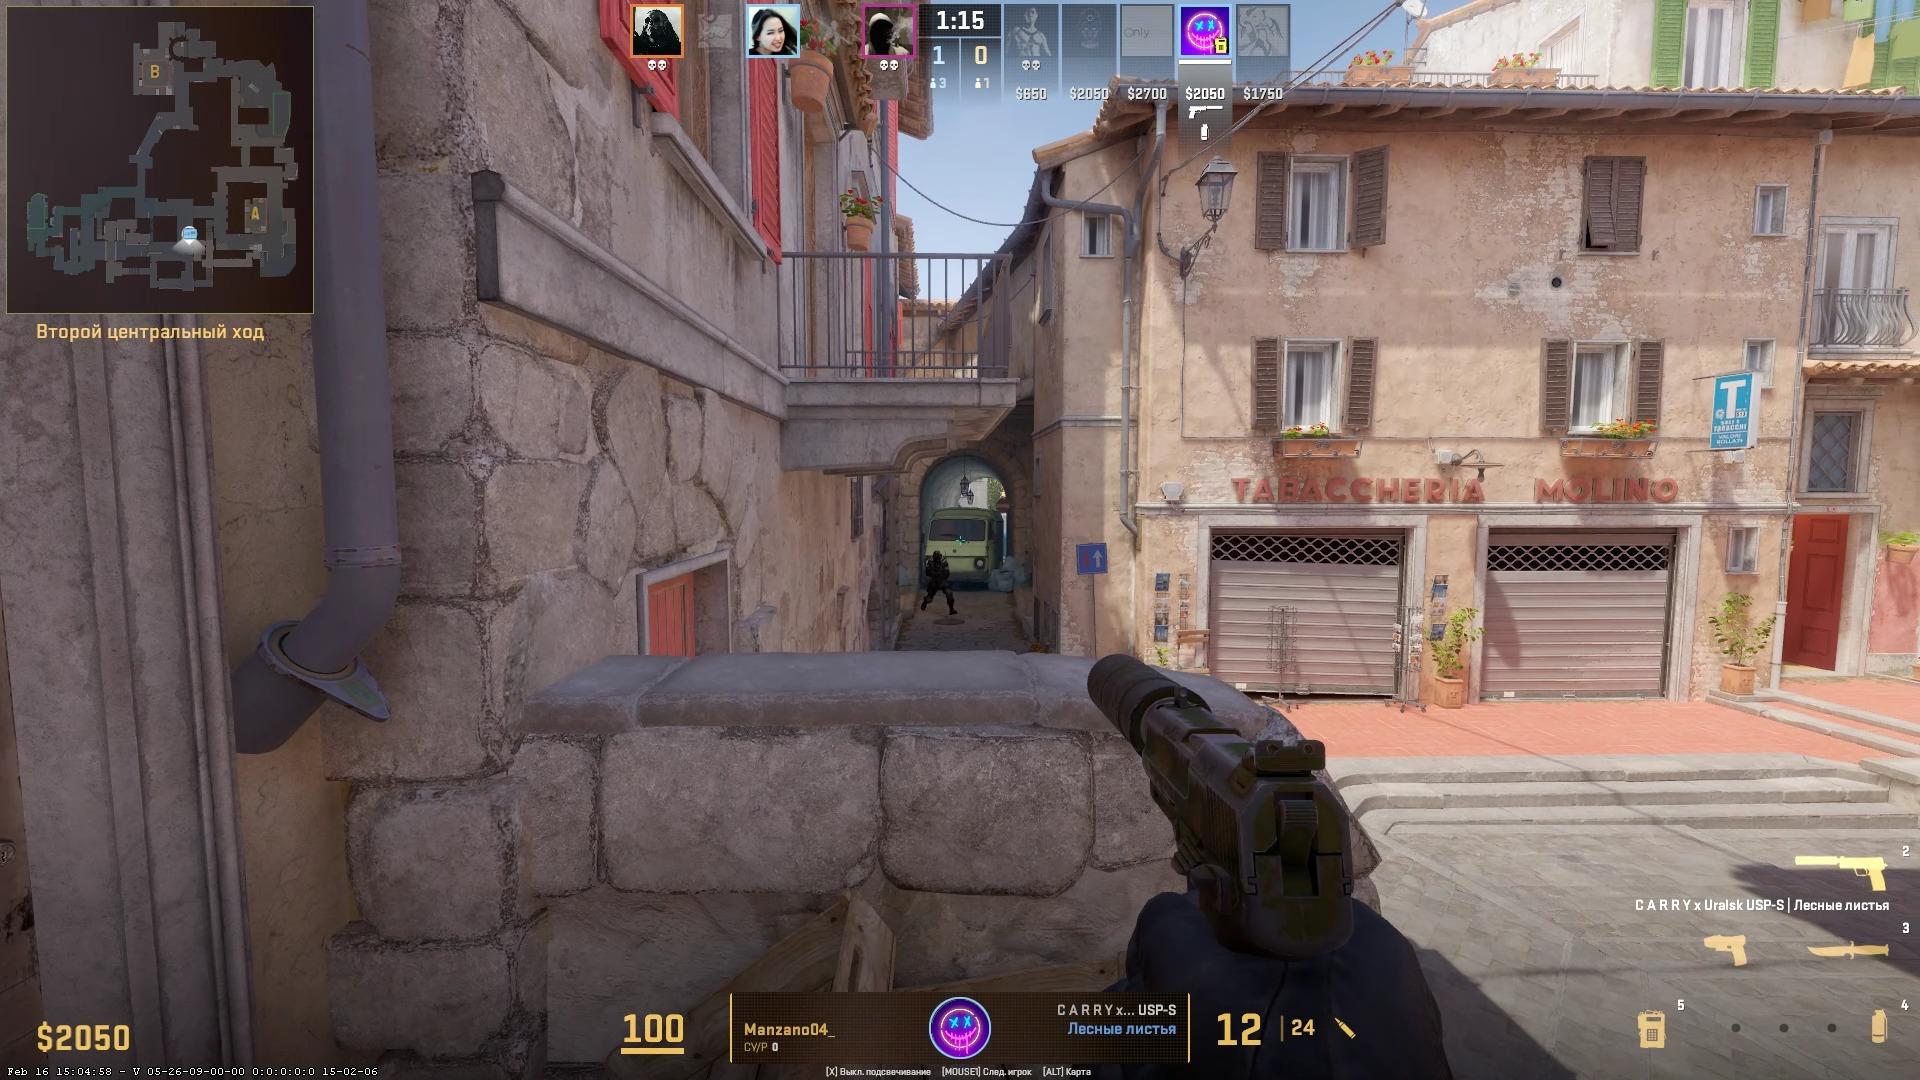 B
A
Второй центральный ход
1:15
1
0
3
1
Only
$650
$2050
$2700
$2050
$1750
TABACCHERIA
MOLINO
T
TABACCHI
2
C A R R Y x Uralsk USP-S | Лесные листья
3
5
4
$2050
100
Manzano04_
СУ/Р 0
C A R R Y x... USP-S
Лесные листья
12
24
Feb 16 15:04:58 - V 05-26-09-00-00 0:0:0:0:0 15-02-06
[X] Выкл. подсвечивание [MOUSE1] След. игрок [ALT] Карта